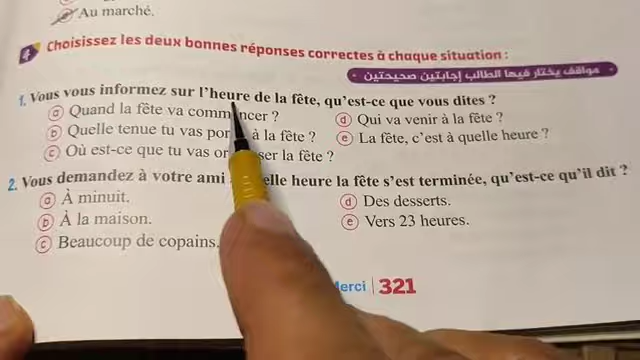 Au marché.
4 Choisissez les deux bonnes réponses correctes à chaque situation :
مواقف يختار فيها الطالب إجابتين صحيحتين
1. Vous vous informez sur l'heure de la fête, qu'est-ce que vous dites ?
a Quand la fête va commencer ?
d Qui va venir à la fête ?
b Quelle tenue tu vas por à la fête ?
e La fête, c'est à quelle heure ?
c Où est-ce que tu vas or ser la fête ?
2. Vous demandez à votre ami elle heure la fête s'est terminée, qu'est-ce qu'il dit ?
a À minuit.
d Des desserts.
b À la maison.
e Vers 23 heures.
c Beaucoup de copains.
Merci | 321